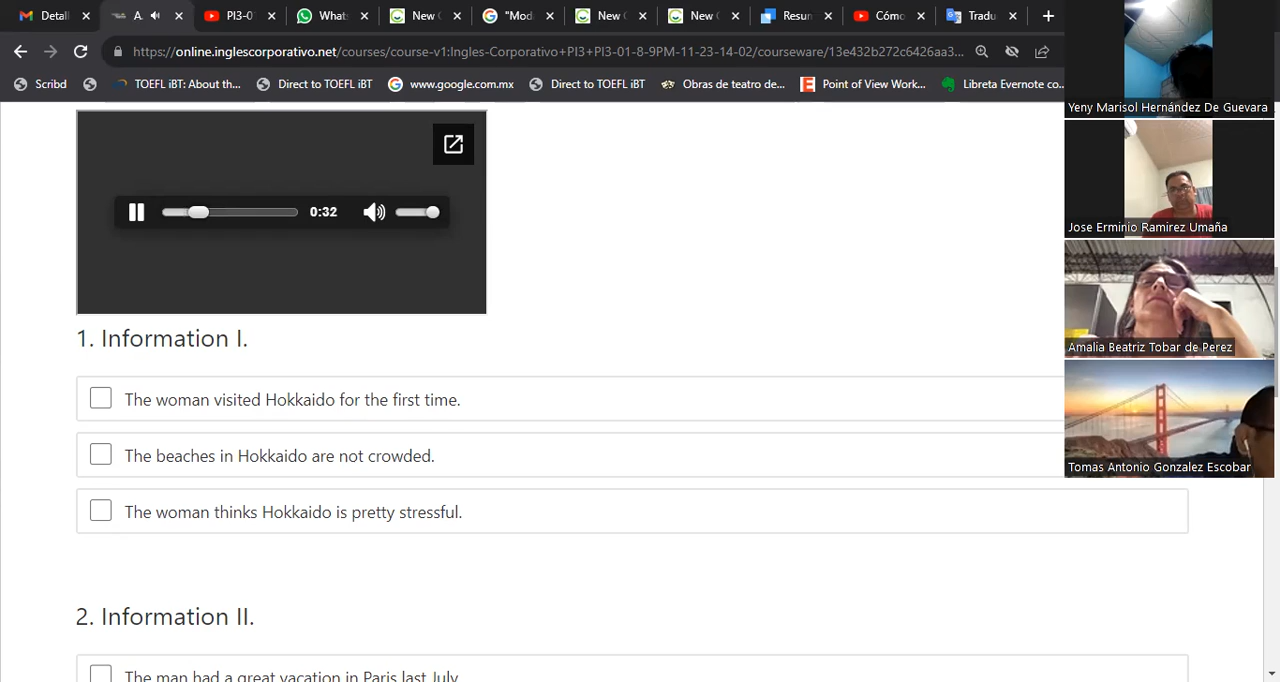 Detail
A
PI3-0
What:
New
"Mod
New
New
Resun
Cómo
Tradu
https://online.inglescorporativo.net/courses/course-v1:Ingles-Corporativo+PI3+PI3-01-8-9PM-11-23-14-02/courseware/13e432b272c6426aa3...
Scribd
TOEFL iBT: About th...
Direct to TOEFL iBT
www.google.com.mx
Direct to TOEFL iBT
Obras de teatro de...
Point of View Work...
Libreta Evernote co...
Yeny Marisol Hernández De Guevara
Jose Erminio Ramirez Umaña
Amalia Beatriz Tobar de Perez
Tomas Antonio Gonzalez Escobar
0:32
1. Information I.
The woman visited Hokkaido for the first time.
The beaches in Hokkaido are not crowded.
The woman thinks Hokkaido is pretty stressful.
2. Information II.
The man had a great vacation in Paris last July